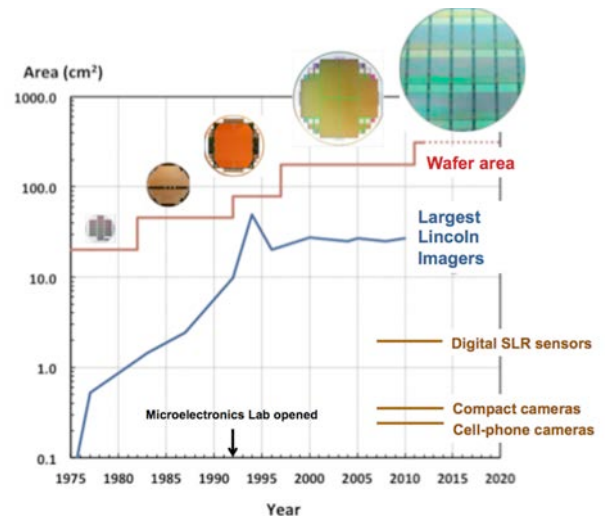 Area (cm²)
1000.0
100.0
10.0
1.0
0.1
Wafer area
Largest
Lincoln
Imagers
Digital SLR sensors
Compact cameras
Cell-phone cameras
Microelectronics Lab opened
1975 1980 1985 1990 1995 2000 2005 2010 2015 2020
Year